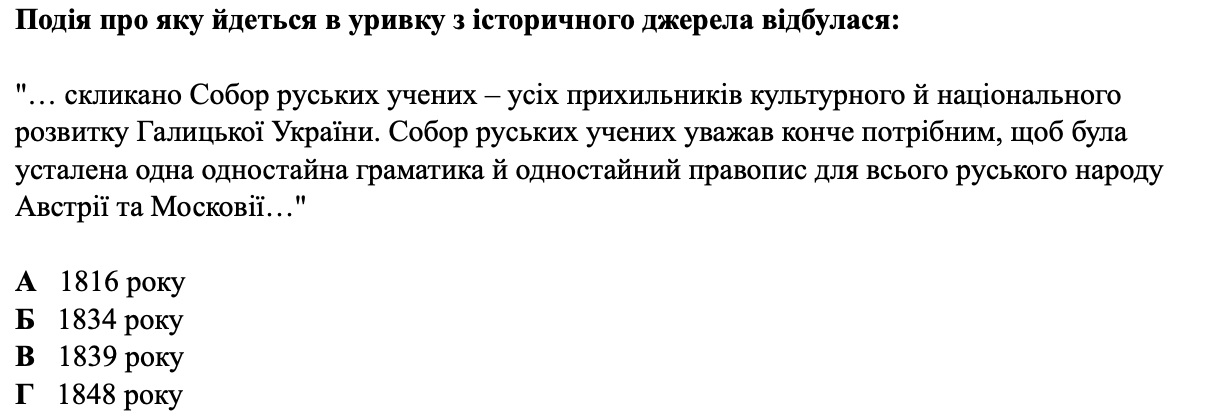 Подія про яку йдеться в уривку з історичного джерела відбулася:
"… скликано Собор руських учених – усіх прихильників культурного й національного
розвитку Галицької України. Собор руських учених уважав конче потрібним, щоб була
усталена одна одностайна граматика й одностайний правопис для всього руського народу
Австрії та Московії…"
А 1816 року
Б 1834 року
В 1839 року
Г 1848 року